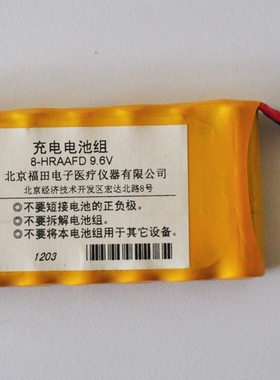 充电电池组
8-HRAAFD 9.6V
北京福田电子医疗仪器有限公司
北京经济技术开发区宏达北路8号
◎不要短接电池的正负极。
◎不要拆解电池组。
◎不要将本电池组用于其它设备。
1203